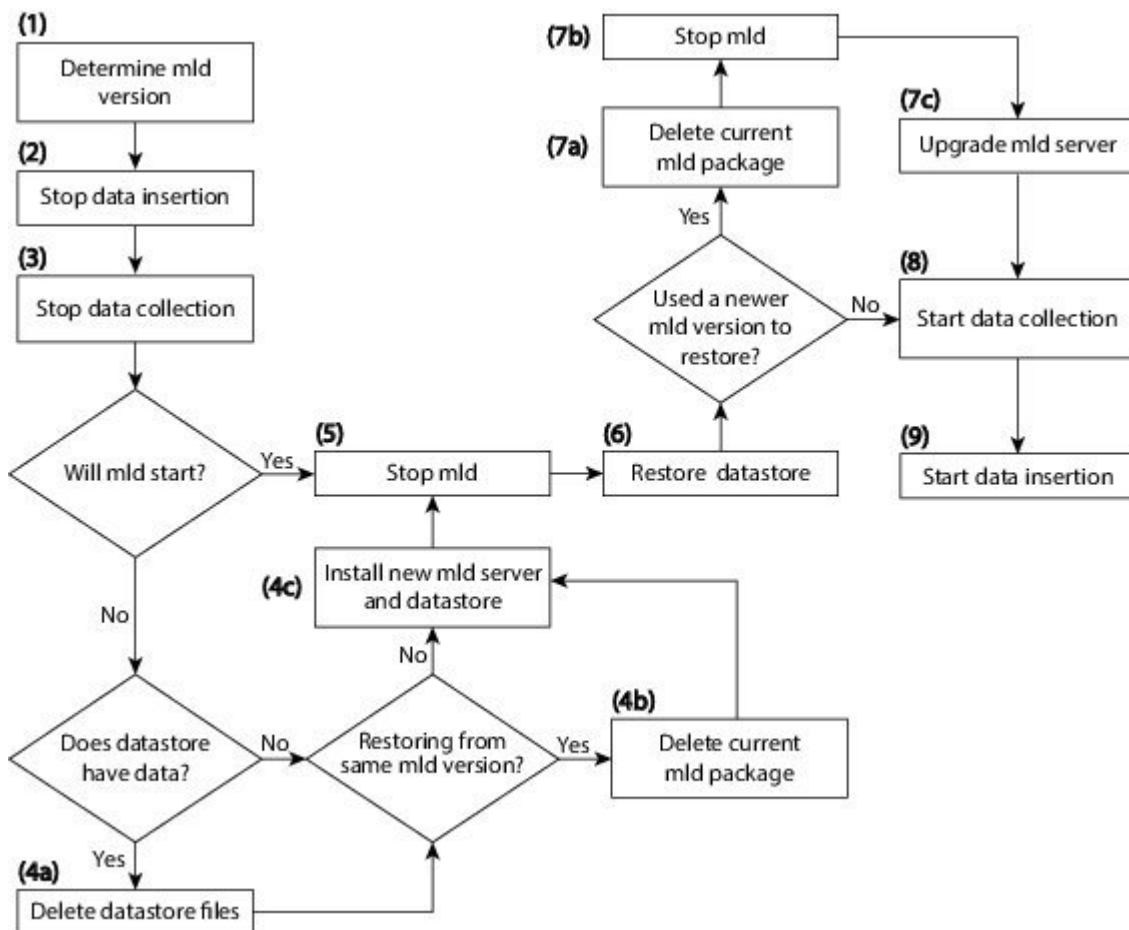 (1)
Determine mld
version
(2)
Stop data insertion
(3)
Stop data collection
Will mld start?
Yes
No
Does datastore
have data?
No
Yes
(4a)
Delete datastore files
Restoring from
same mld version?
No
Yes
(4b)
Delete current
mld package
(4c)
Install new mld server
and datastore
(5)
Stop mld
(6)
Restore datastore
Used a newer
mld version to
restore?
Yes
No
(7a)
Delete current
mld package
(7b)
Stop mld
(7c)
Upgrade mld server
(8)
Start data collection
(9)
Start data insertion